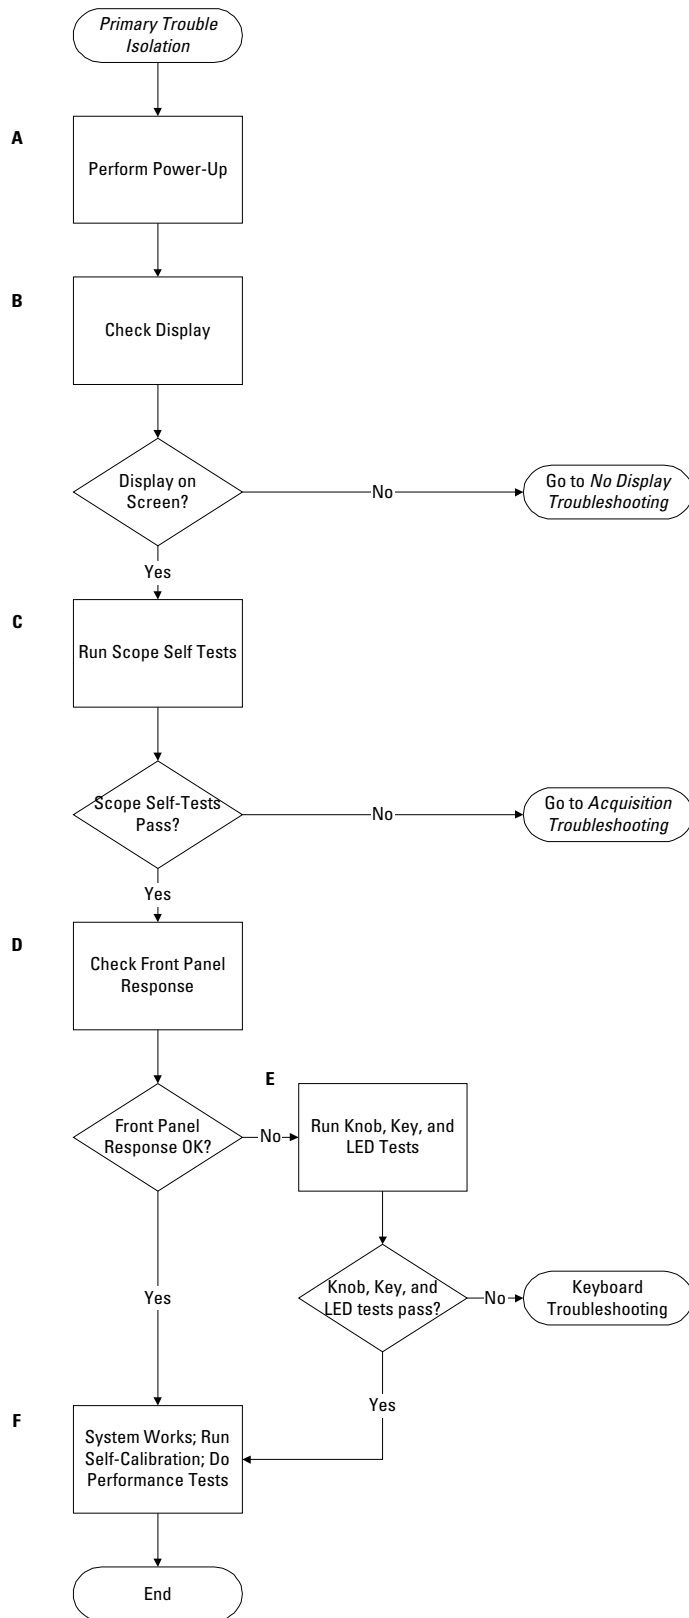 Primary Trouble
Isolation
A
Perform Power-Up
B
Check Display
Display on
Screen?
No
Go to No Display
Troubleshooting
Yes
C
Run Scope Self Tests
Scope Self-Tests
Pass?
No
Go to Acquisition
Troubleshooting
Yes
D
Check Front Panel
Response
E
Front Panel
Response OK?
No
Run Knob, Key, and
LED Tests
Yes
Knob, Key, and
LED tests pass?
No
Keyboard
Troubleshooting
Yes
F
System Works; Run
Self-Calibration; Do
Performance Tests
End